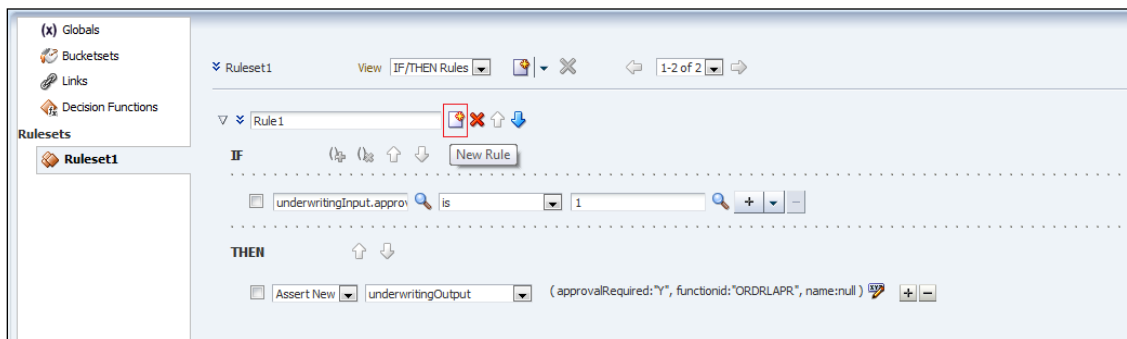 (x) Globals
Bucketsets
Links
Decision Functions
Rulesets
Ruleset1
Ruleset1 View IF/THEN Rules 1-2 of 2
Rule1
New Rule
IF
underwritingInput.approv is 1
THEN
Assert New underwritingOutput ( approvalRequired:"Y", functionid:"ORDRLAPR", name:null )